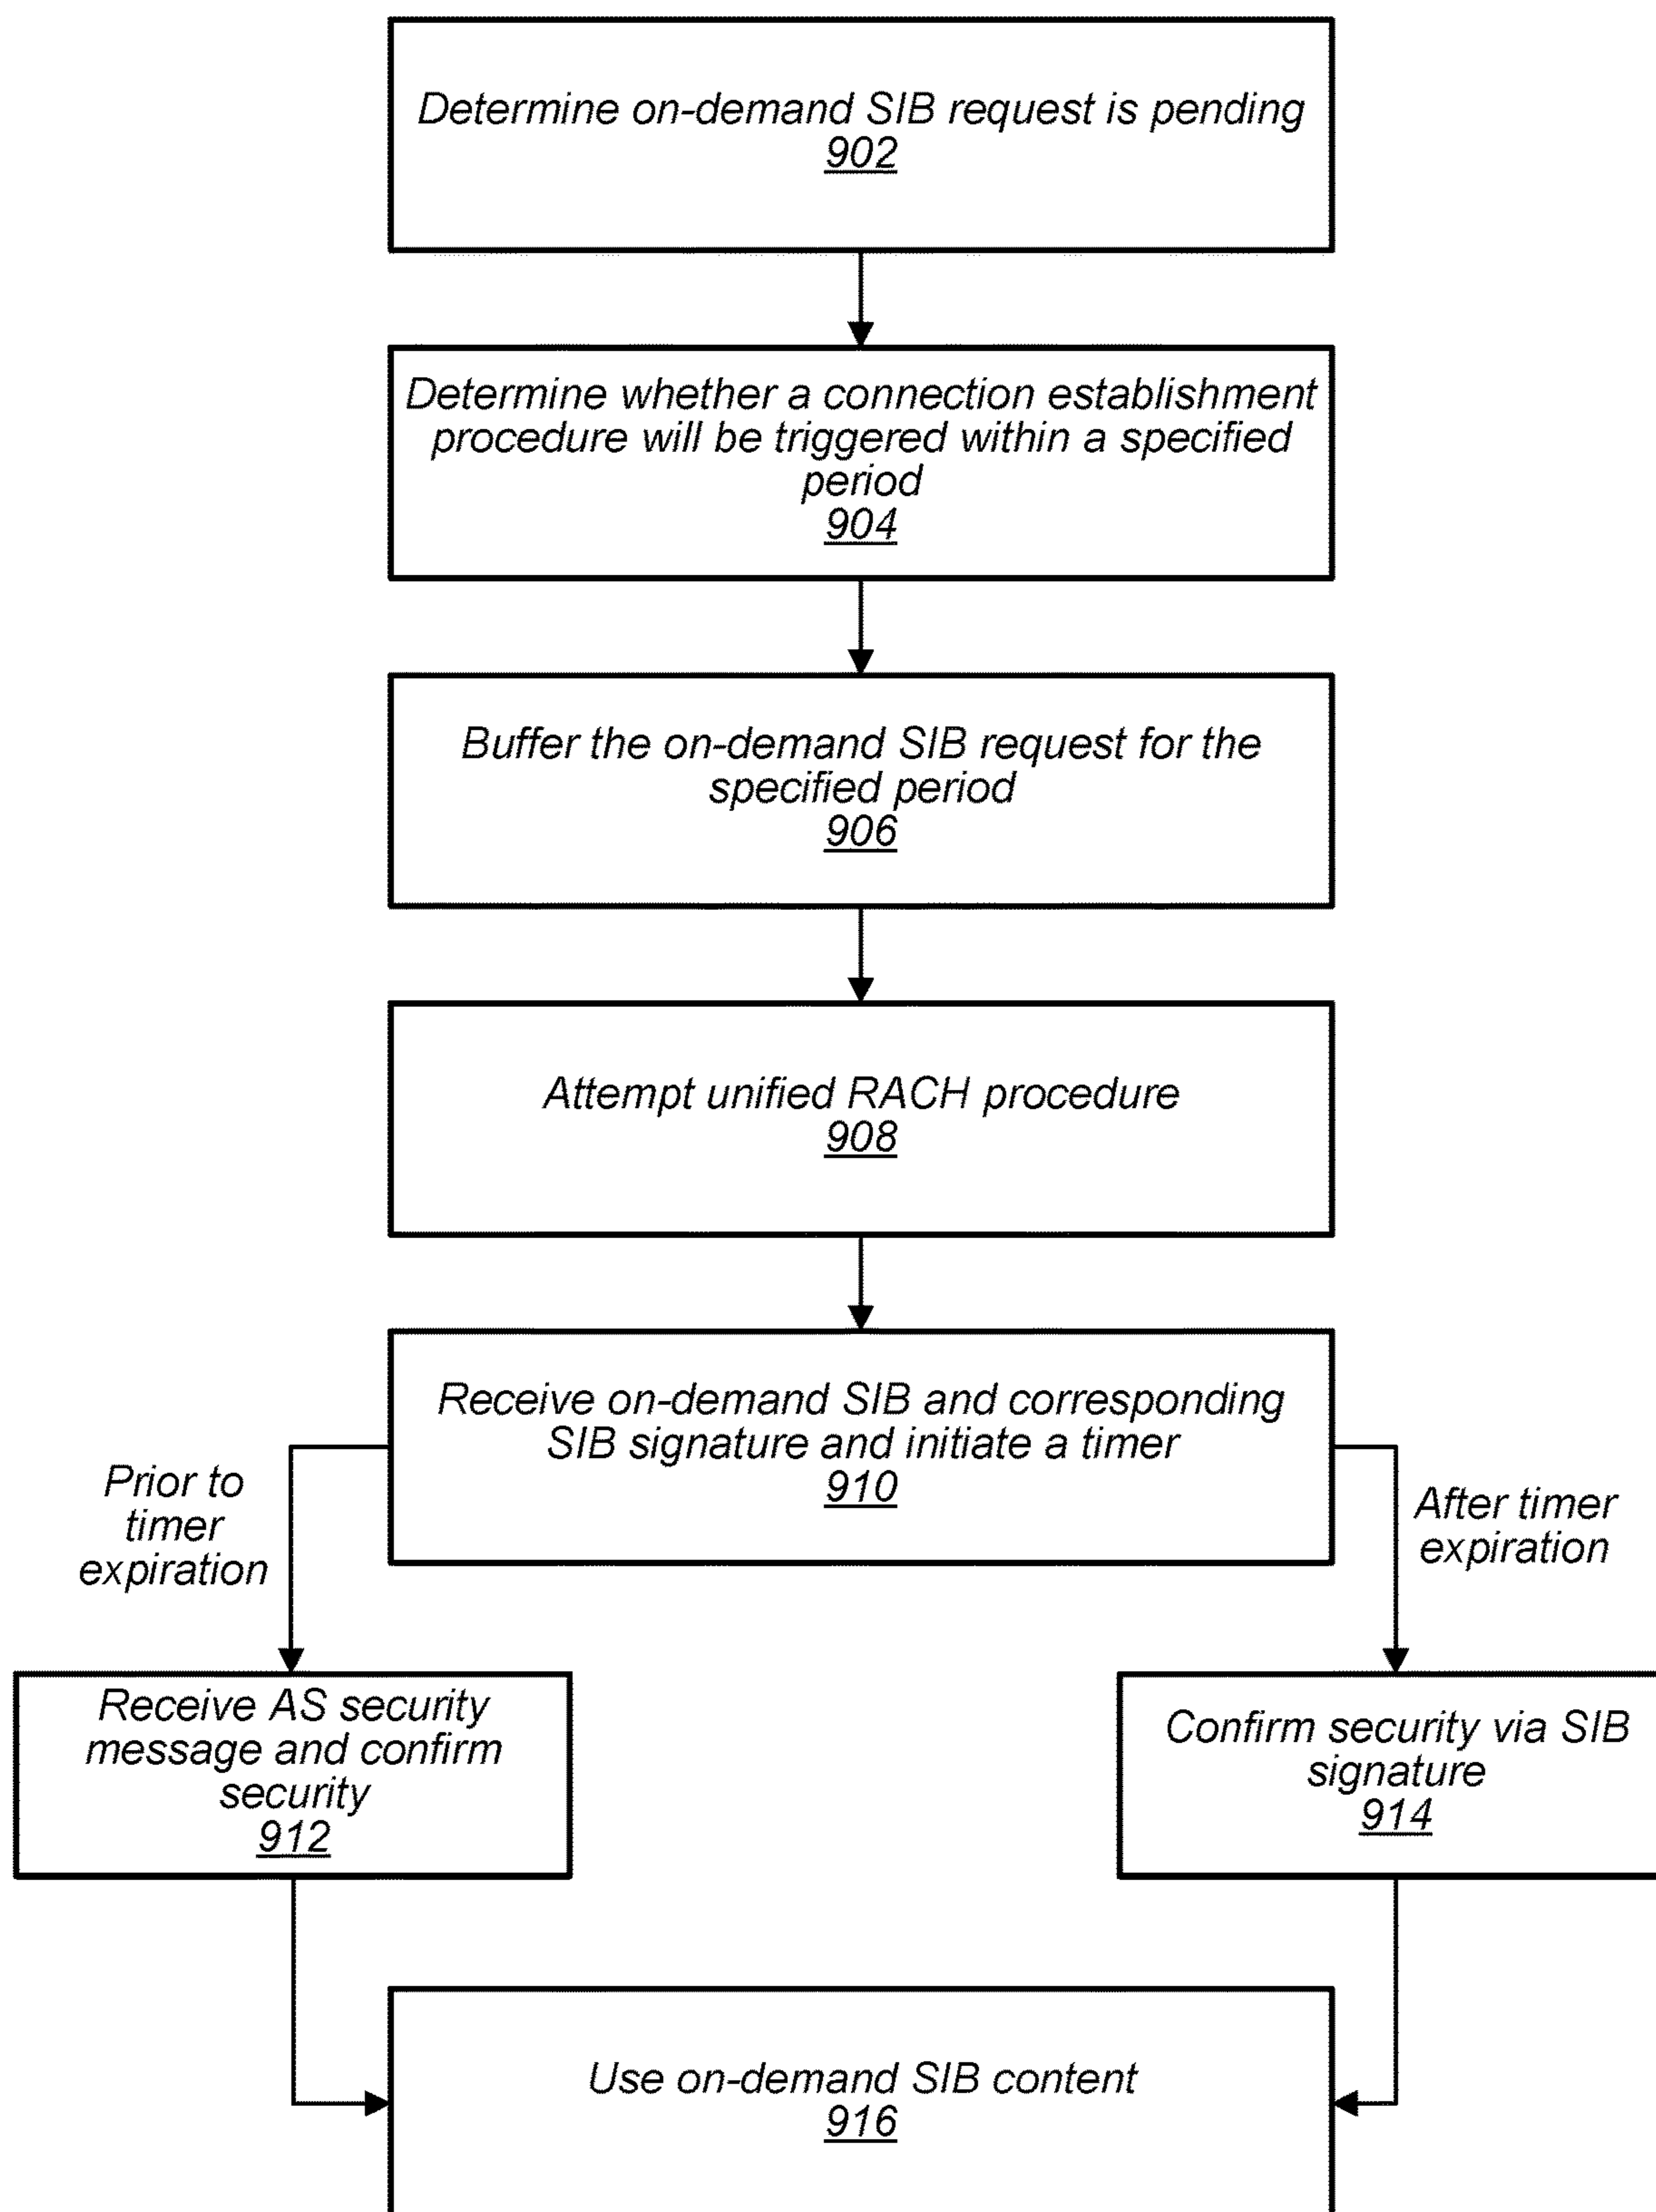 Determine on-demand SIB request is pending
902
Determine whether a connection establishment
procedure will be triggered within a specified
period
904
Buffer the on-demand SIB request for the
specified period
906
Attempt unified RACH procedure
908
Receive on-demand SIB and corresponding
SIB signature and initiate a timer
910
Prior to
timer
expiration
After timer
expiration
Receive AS security
message and confirm
security
912
Confirm security via SIB
signature
914
Use on-demand SIB content
916